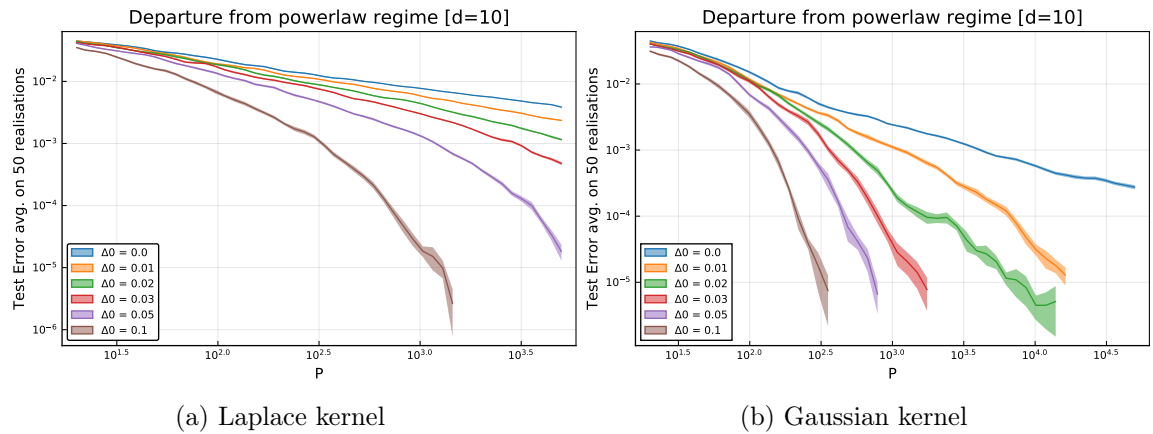 Departure from powerlaw regime [d=10]
Test Error avg. on 50 realisations
10^-2
10^-3
10^-4
10^-5
10^-6
Δ0 = 0.0
Δ0 = 0.01
Δ0 = 0.02
Δ0 = 0.03
Δ0 = 0.05
Δ0 = 0.1
10^1.5
10^2.0
10^2.5
10^3.0
10^3.5
P
(a) Laplace kernel
Departure from powerlaw regime [d=10]
Test Error avg. on 50 realisations
10^-2
10^-3
10^-4
10^-5
Δ0 = 0.0
Δ0 = 0.01
Δ0 = 0.02
Δ0 = 0.03
Δ0 = 0.05
Δ0 = 0.1
10^1.5
10^2.0
10^2.5
10^3.0
10^3.5
10^4.0
10^4.5
P
(b) Gaussian kernel